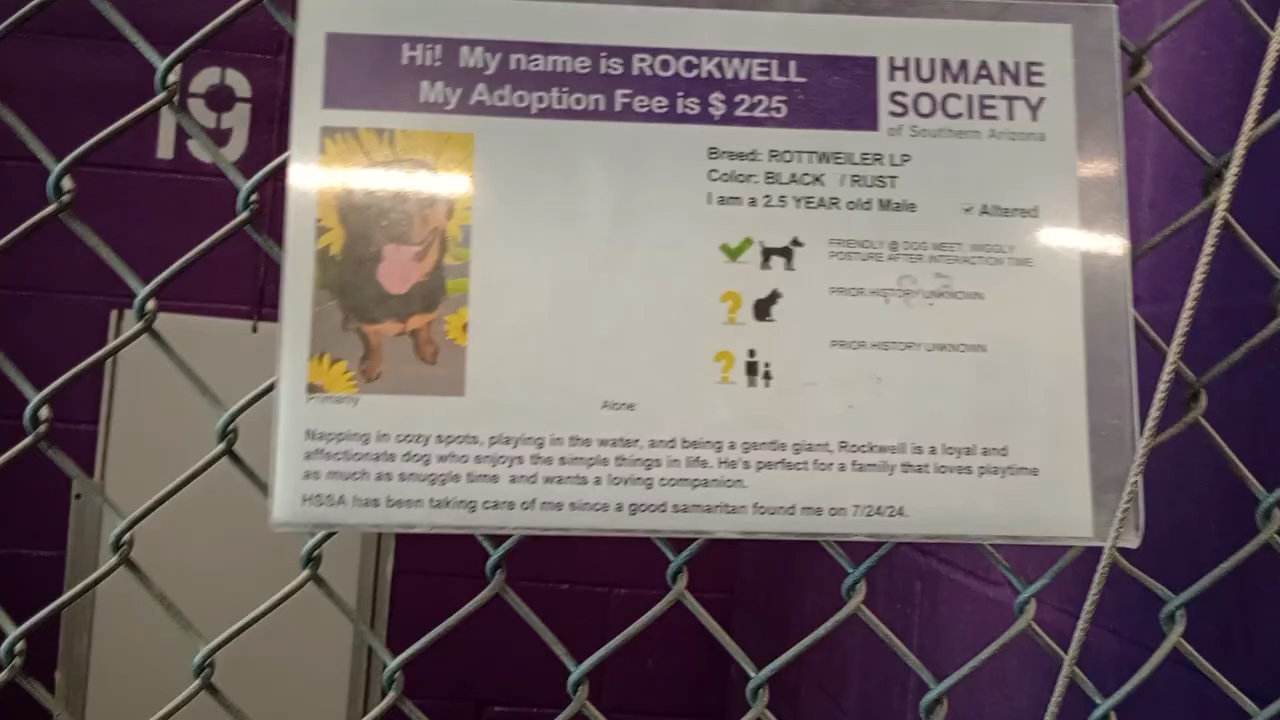 19
Hi! My name is ROCKWELL
My Adoption Fee is $ 225
HUMANE
SOCIETY
of Southern Arizona
Breed: ROTTWEILER LP
Color: BLACK / RUST
I am a 2.5 YEAR old Male Altered
FRIENDLY @ DOG MEET. WIGGLY
POSTURE AFTER INTERACTION TIME
PRIOR HISTORY UNKNOWN
PRIOR HISTORY UNKNOWN
Primarily
Alone:
Napping in cozy spots, playing in the water, and being a gentle giant, Rockwell is a loyal and
affectionate dog who enjoys the simple things in life. He's perfect for a family that loves playtime
as much as snuggle time and wants a loving companion.
HSSA has been taking care of me since a good samaritan found me on 7/24/24.